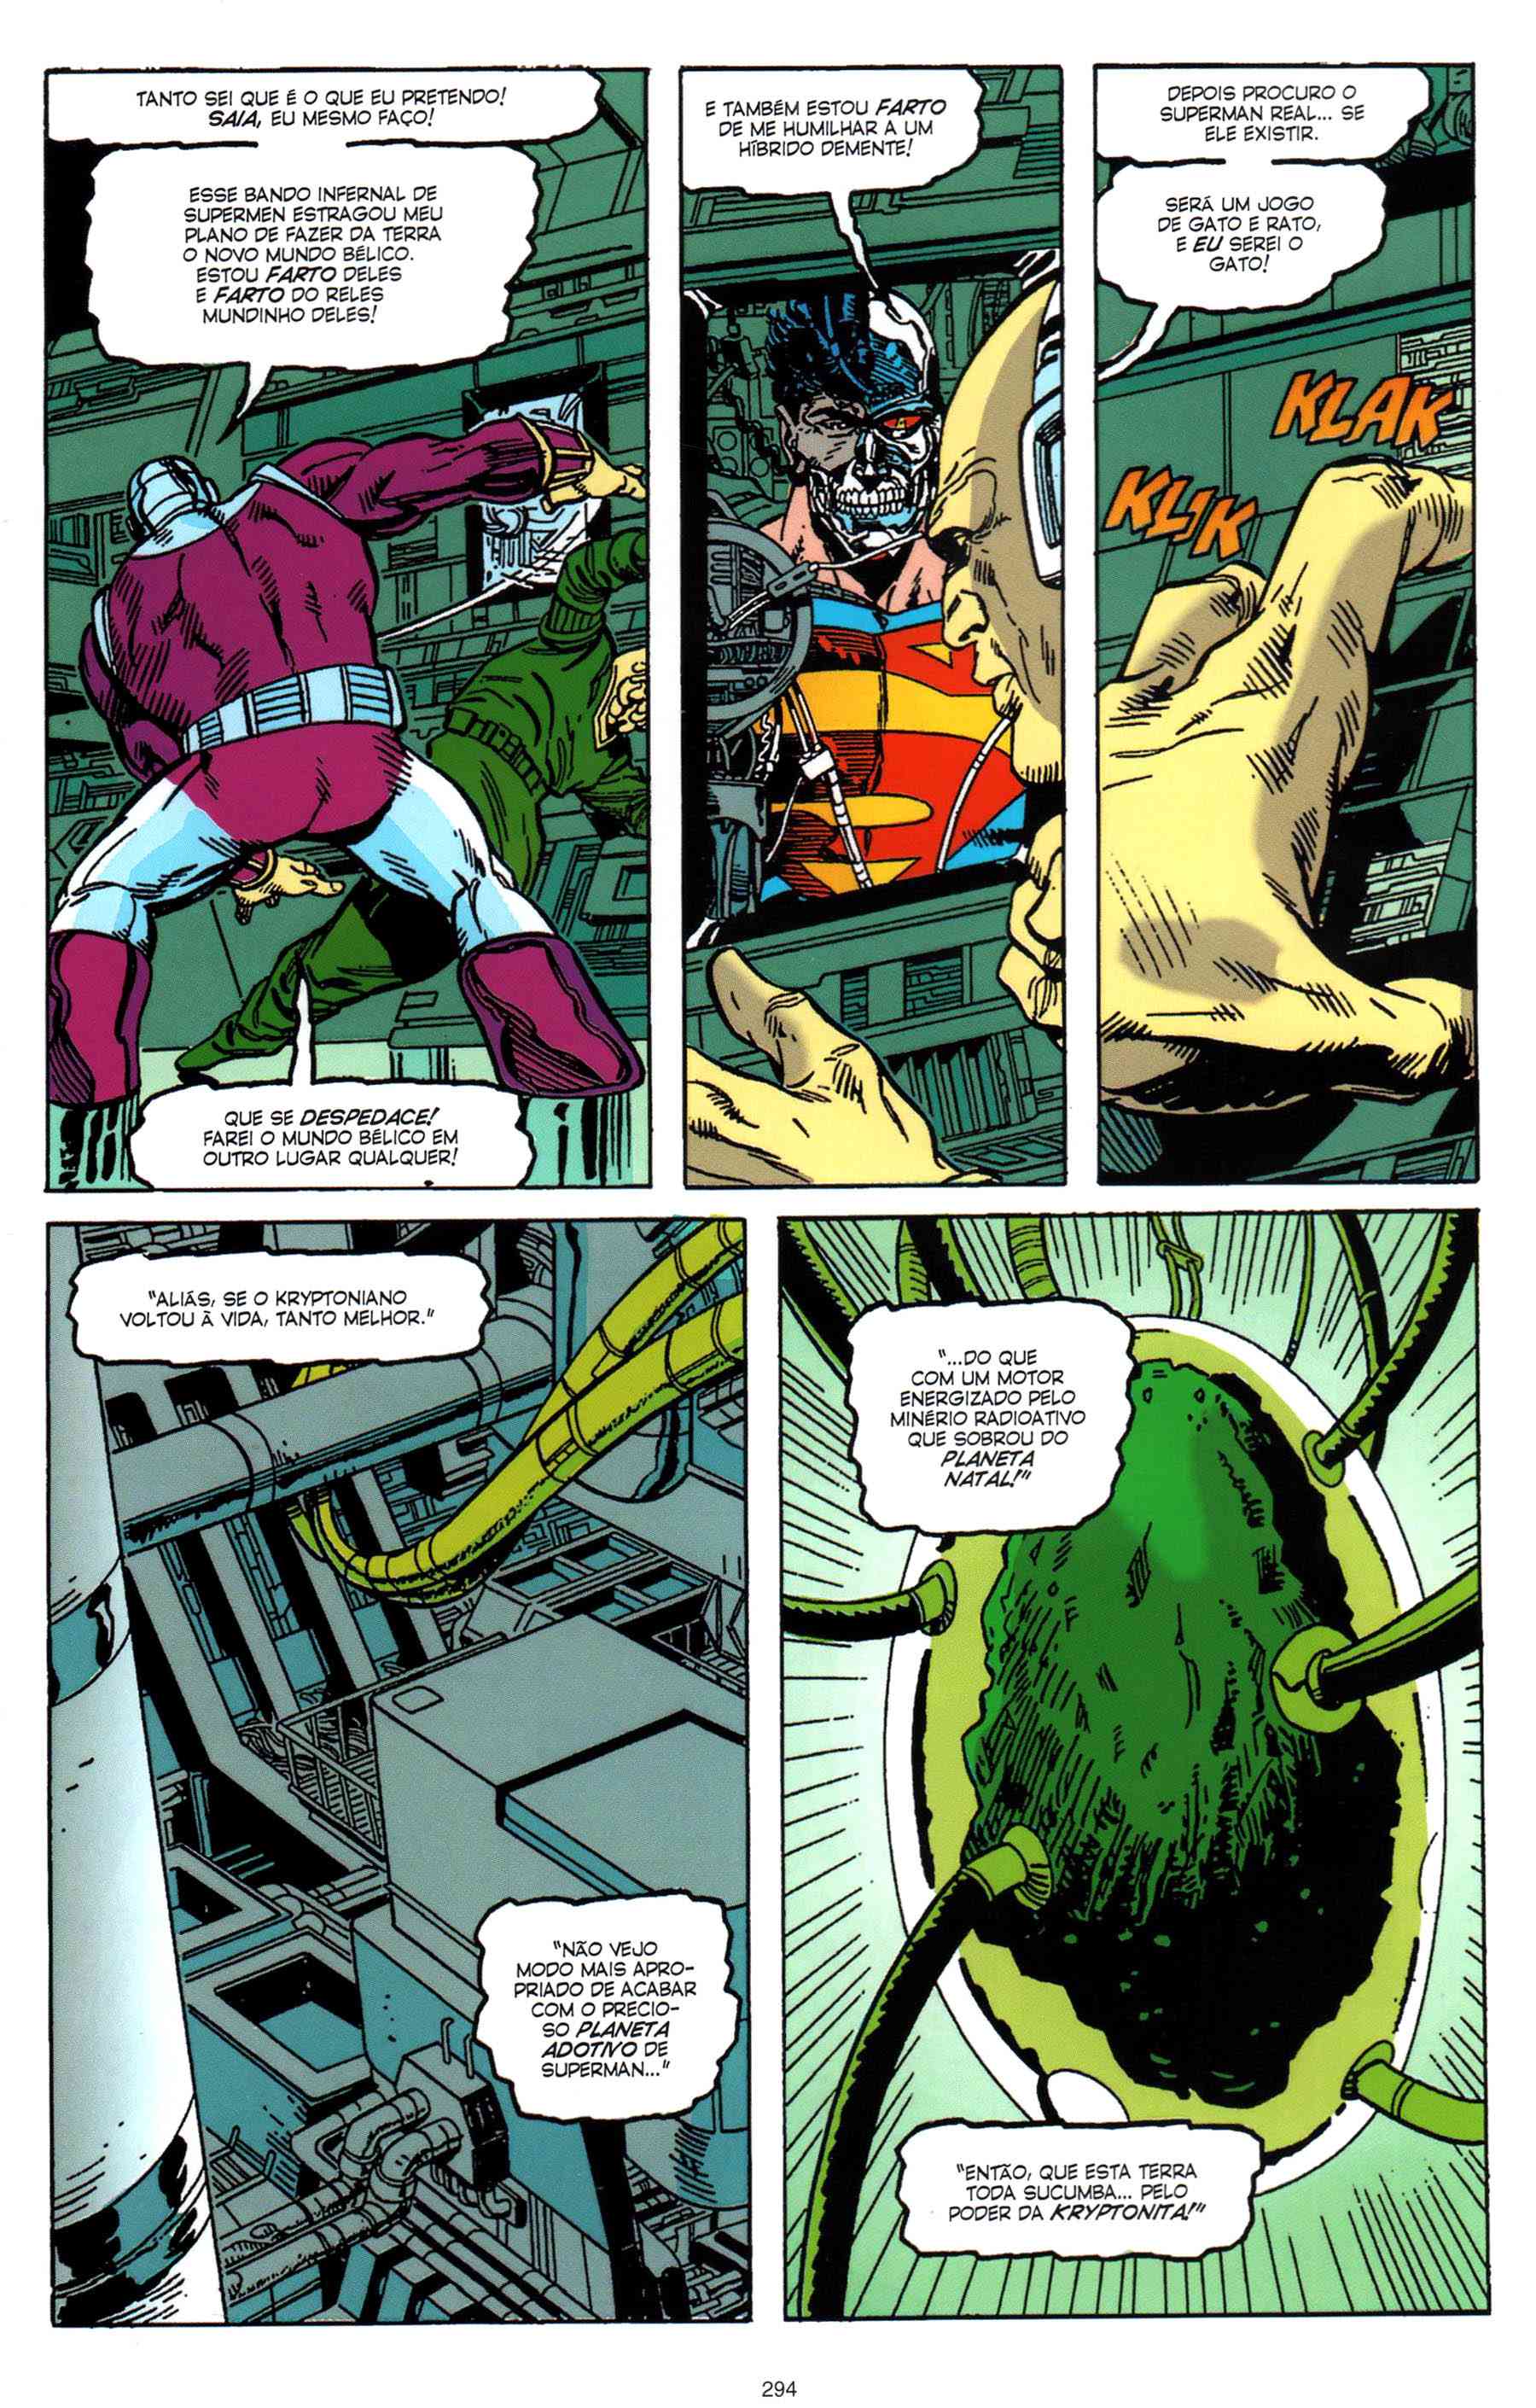 TANTO SEI QUE É O QUE EU PRETENDO!
SAIA, EU MESMO FAÇO!
ESSE BANDO INFERNAL DE
SUPERMEN ESTRAGOU MEU
PLANO DE FAZER DA TERRA
O NOVO MUNDO BÉLICO.
ESTOU FARTO DELES
E FARTO DO RELES
MUNDINHO DELES!
QUE SE DESPEDACE!
FAREI O MUNDO BÉLICO EM
OUTRO LUGAR QUALQUER!
E TAMBÉM ESTOU FARTO
DE ME HUMILHAR A UM
HÍBRIDO DEMENTE!
DEPOIS PROCURO O
SUPERMAN REAL... SE
ELE EXISTIR.
SERÁ UM JOGO
DE GATO E RATO,
E EU SEREI O
GATO!
KLIK
KLAK
"ALIÁS, SE O KRYPTONIANO
VOLTOU À VIDA, TANTO MELHOR."
"NÃO VEJO
MODO MAIS APRO-
PRIADO DE ACABAR
COM O PRECIO-
SO PLANETA
ADOTIVO DE
SUPERMAN..."
"...DO QUE
COM UM MOTOR
ENERGIZADO PELO
MINÉRIO RADIOATIVO
QUE SOBROU DO
PLANETA
NATAL!"
"ENTÃO, QUE ESTA TERRA
TODA SUCUMBA... PELO
PODER DA KRYPTONITA!"
294